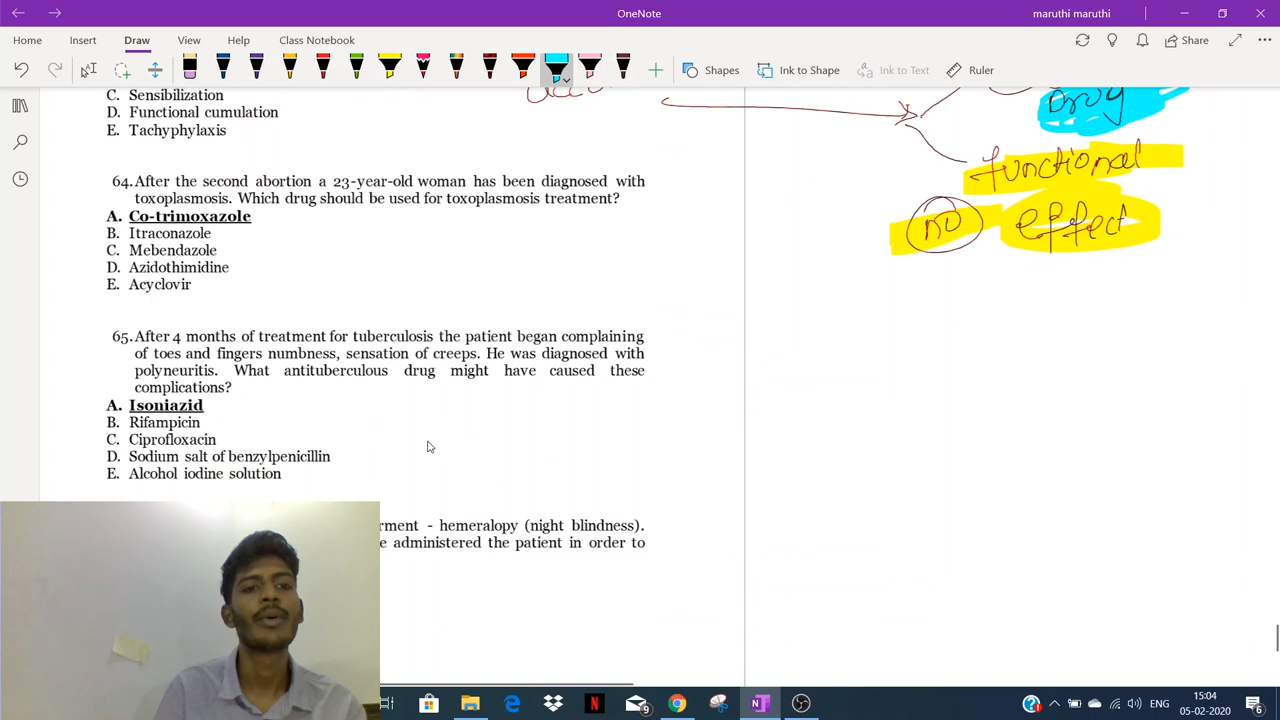 OneNote
maruthi maruthi
Home Insert Draw View Help Class Notebook
Share
Shapes Ink to Shape Ink to Text Ruler
C. Sensibilization
D. Functional cumulation
E. Tachyphylaxis
Drug
functional
no effect
64. After the second abortion a 23-year-old woman has been diagnosed with
toxoplasmosis. Which drug should be used for toxoplasmosis treatment?
A. Co-trimoxazole
B. Itraconazole
C. Mebendazole
D. Azidothimidine
E. Acyclovir
65. After 4 months of treatment for tuberculosis the patient began complaining
of toes and fingers numbness, sensation of creeps. He was diagnosed with
polyneuritis. What antituberculous drug might have caused these
complications?
A. Isoniazid
B. Rifampicin
C. Ciprofloxacin
D. Sodium salt of benzylpenicillin
E. Alcohol iodine solution
rment - hemeralopy (night blindness).
e administered the patient in order to
9
N
ENG
15:04
05-02-2020
6